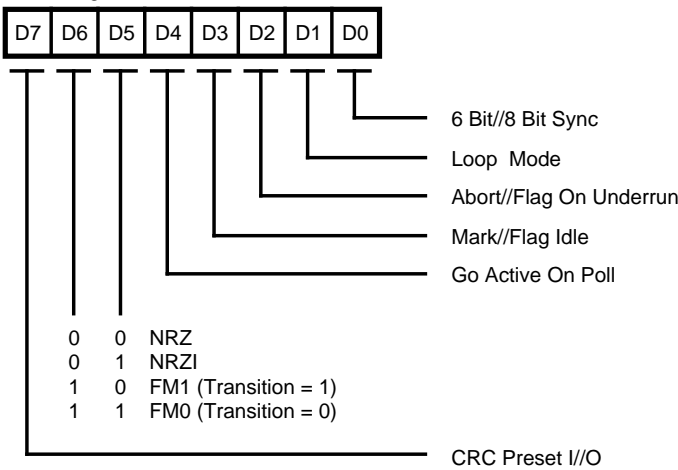 D7 D6 D5 D4 D3 D2 D1 D0
6 Bit//8 Bit Sync
Loop Mode
Abort//Flag On Underrun
Mark//Flag Idle
Go Active On Poll
0 0 NRZ
0 1 NRZI
1 0 FM1 (Transition = 1)
1 1 FM0 (Transition = 0)
CRC Preset I//O